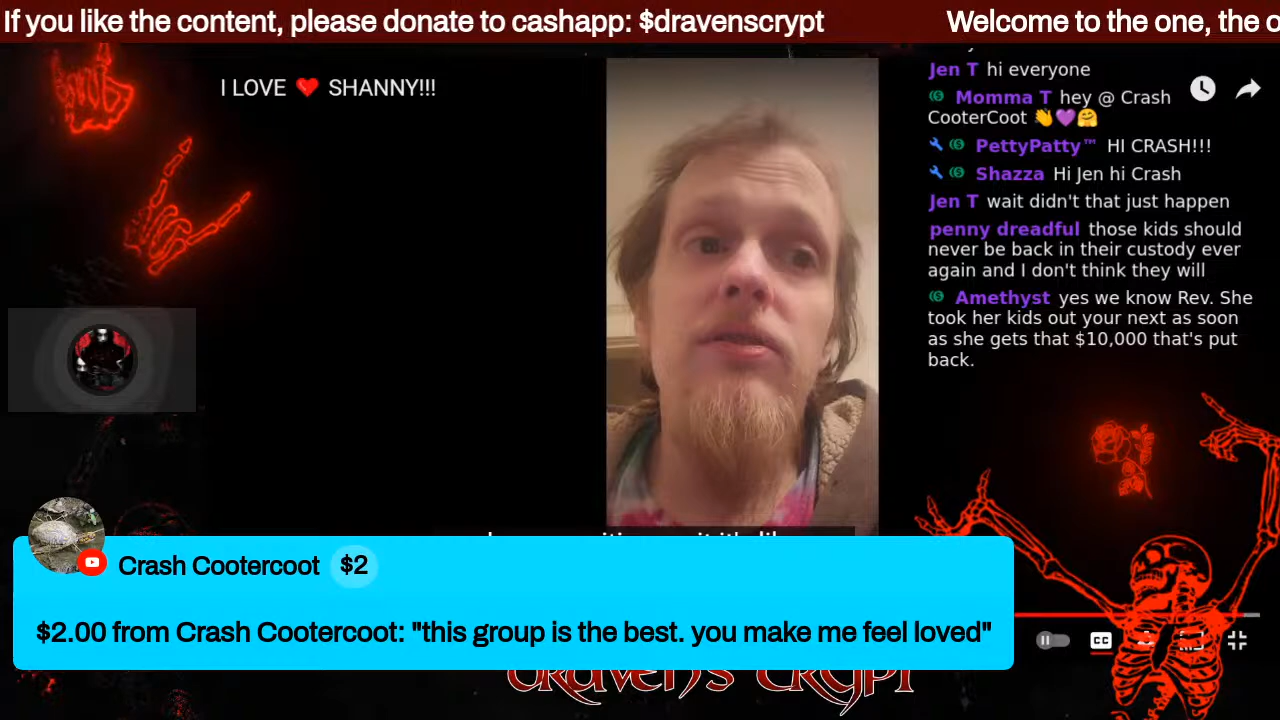 If you like the content, please donate to cashapp: $dravenscrypt
Welcome to the one, the o
I LOVE ❤️ SHANNY!!!
Jen T hi everyone
Momma T hey @ Crash
CooterCoot 👋💜🤗
PettyPatty™ HI CRASH!!!
Shazza Hi Jen hi Crash
Jen T wait didn't that just happen
penny dreadful those kids should
never be back in their custody ever
again and I don't think they will
Amethyst yes we know Rev. She
took her kids out your next as soon
as she gets that $10,000 that's put
back.
Crash Cootercoot $2
$2.00 from Crash Cootercoot: "this group is the best. you make me feel loved"
CC
draven's crypt